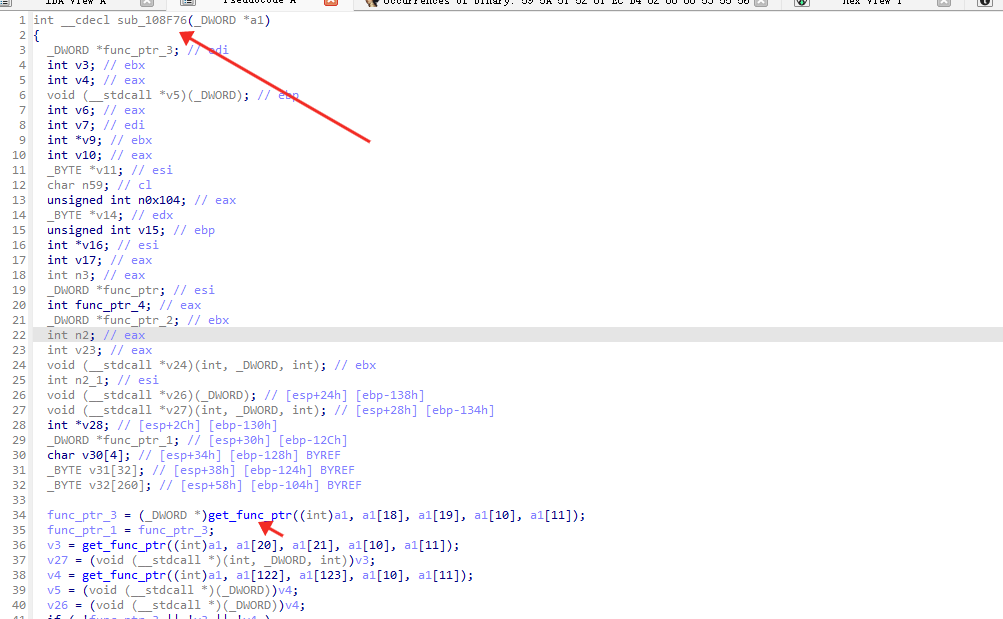 IDA View-A Pseudocode-A Occurrences of binary: 59 5A 51 52 81 EC D4 02 00 00 53 55 56 Hex View-1
1 int __cdecl sub_108F76(_DWORD *a1)
2 {
3 _DWORD *func_ptr_3; // edi
4 int v3; // ebx
5 int v4; // eax
6 void (__stdcall *v5)(_DWORD); // ebp
7 int v6; // eax
8 int v7; // edi
9 int *v9; // ebx
10 int v10; // eax
11 _BYTE *v11; // esi
12 char n59; // cl
13 unsigned int n0x104; // eax
14 _BYTE *v14; // edx
15 unsigned int v15; // ebp
16 int *v16; // esi
17 int v17; // eax
18 int n3; // eax
19 _DWORD *func_ptr; // esi
20 int func_ptr_4; // eax
21 _DWORD *func_ptr_2; // ebx
22 int n2; // eax
23 int v23; // eax
24 void (__stdcall *v24)(int, _DWORD, int); // ebx
25 int n2_1; // esi
26 void (__stdcall *v26)(_DWORD); // [esp+24h] [ebp-138h]
27 void (__stdcall *v27)(int, _DWORD, int); // [esp+28h] [ebp-134h]
28 int *v28; // [esp+2Ch] [ebp-130h]
29 _DWORD *func_ptr_1; // [esp+30h] [ebp-12Ch]
30 char v30[4]; // [esp+34h] [ebp-128h] BYREF
31 _BYTE v31[32]; // [esp+38h] [ebp-124h] BYREF
32 _BYTE v32[260]; // [esp+58h] [ebp-104h] BYREF
33
34 func_ptr_3 = (_DWORD *)get_func_ptr((int)a1, a1[18], a1[19], a1[10], a1[11]);
35 func_ptr_1 = func_ptr_3;
36 v3 = get_func_ptr((int)a1, a1[20], a1[21], a1[10], a1[11]);
37 v27 = (void (__stdcall *)(int, _DWORD, int))v3;
38 v4 = get_func_ptr((int)a1, a1[122], a1[123], a1[10], a1[11]);
39 v5 = (void (__stdcall *)(_DWORD))v4;
40 v26 = (void (__stdcall *)(_DWORD))v4;